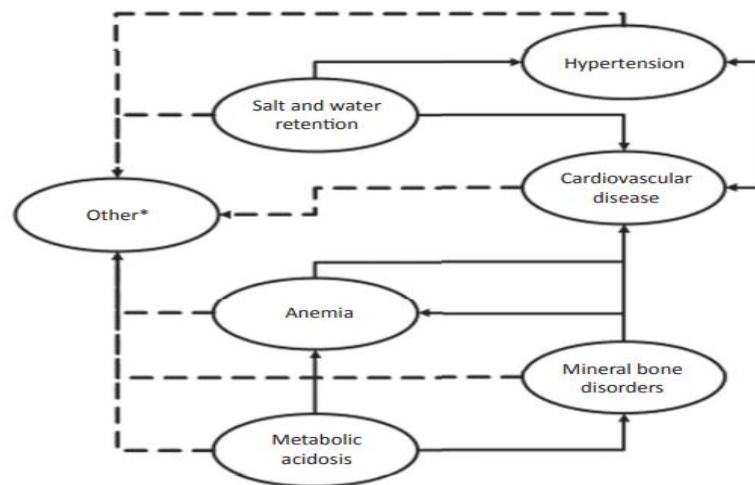 Hypertension
Salt and water
retention
Cardiovascular
disease
Other*
Anemia
Mineral bone
disorders
Metabolic
acidosis